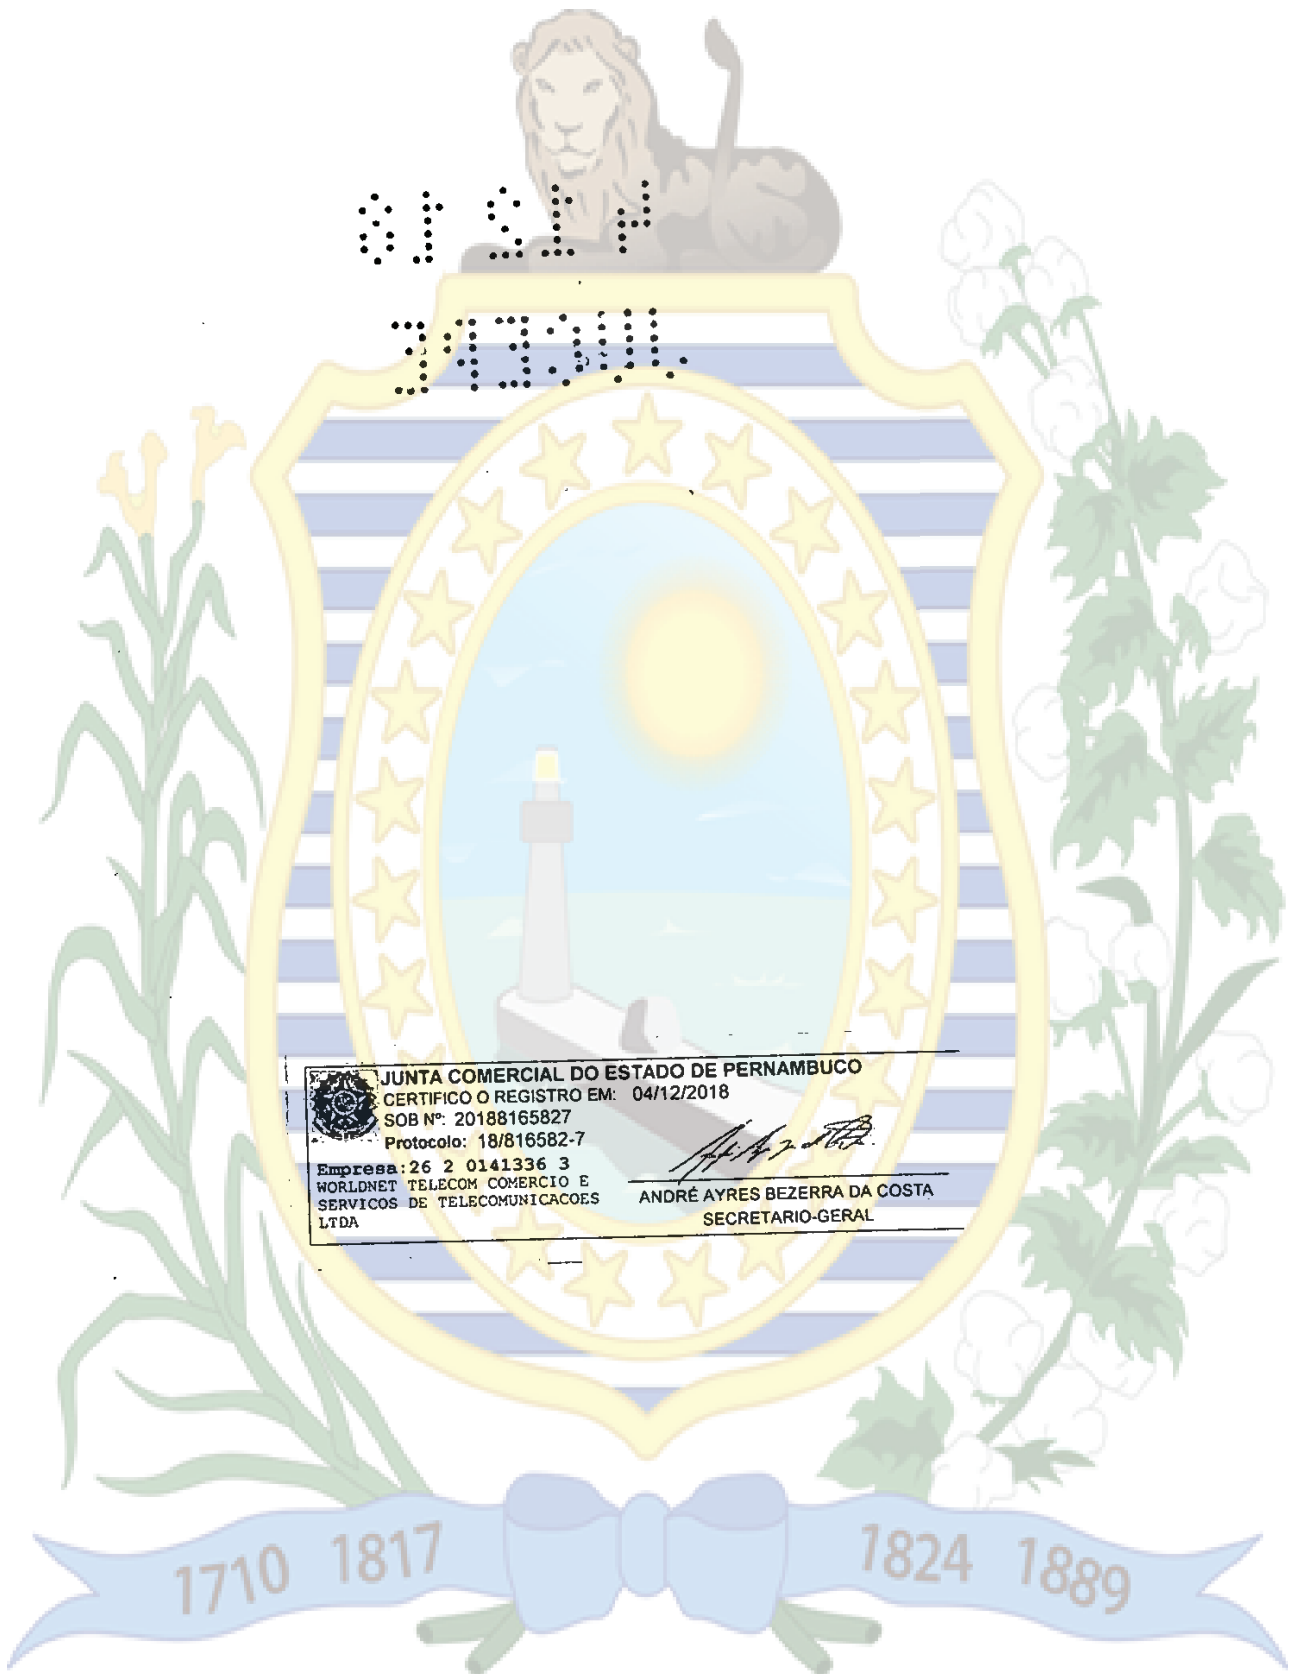 JUNTA COMERCIAL DO ESTADO DE PERNAMBUCO
CERTIFICO O REGISTRO EM: 04/12/2018
SOB Nº: 20188165827
Protocolo: 18/816582-7
Empresa:26 2 0141336 3
WORLDNET TELECOM COMERCIO E
SERVICOS DE TELECOMUNICACOES
LTDA
ANDRÉ AYRES BEZERRA DA COSTA
SECRETARIO-GERAL
1710 1817 1824 1889